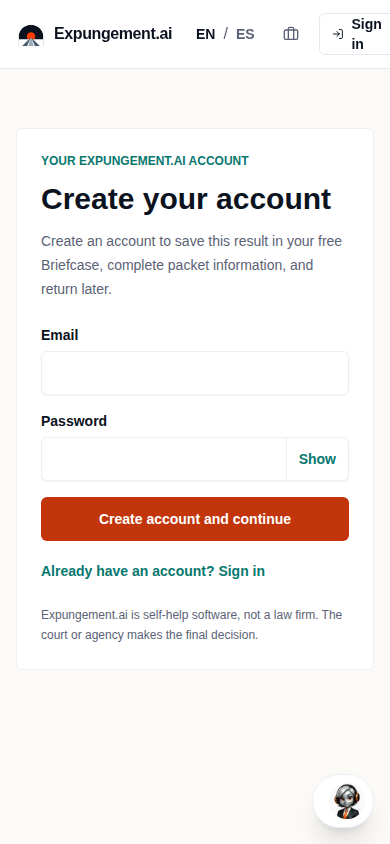 Expungement.ai
EN / ES
Sign
in
YOUR EXPUNGEMENT.AI ACCOUNT
Create your account
Create an account to save this result in your free
Briefcase, complete packet information, and
return later.
Email
Password
Show
Create account and continue
Already have an account? Sign in
Expungement.ai is self-help software, not a law firm. The
court or agency makes the final decision.